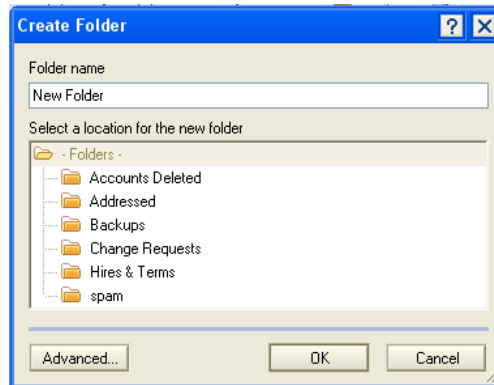 Create Folder
Folder name
New Folder
Select a location for the new folder
- Folders -
Accounts Deleted
Addressed
Backups
Change Requests
Hires & Terms
spam
Advanced... OK Cancel